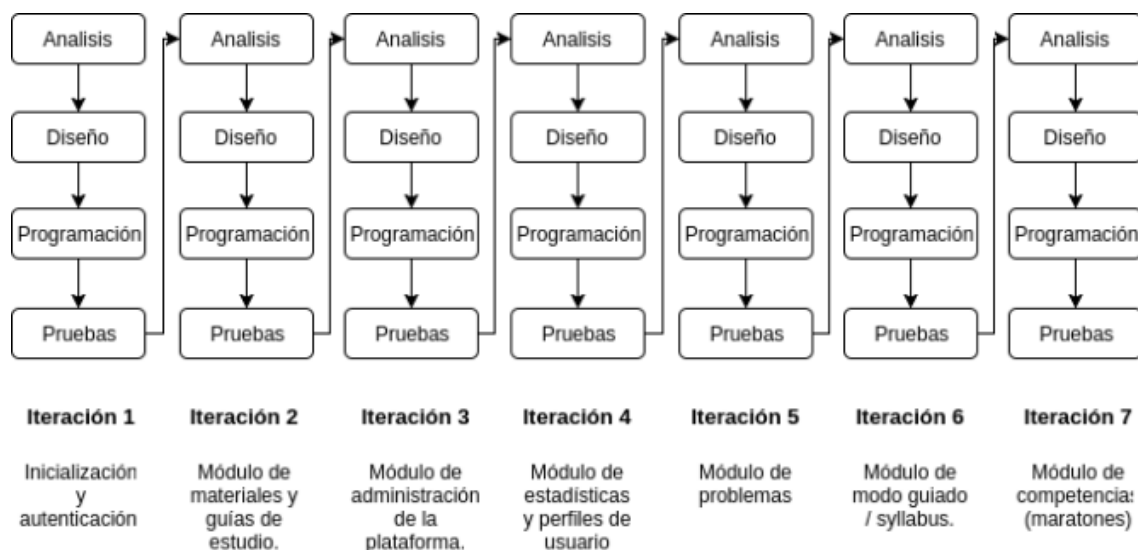 Analisis
Analisis
Analisis
Analisis
Analisis
Analisis
Analisis
Diseño
Diseño
Diseño
Diseño
Diseño
Diseño
Diseño
Programación
Programación
Programación
Programación
Programación
Programación
Programación
Pruebas
Pruebas
Pruebas
Pruebas
Pruebas
Pruebas
Pruebas
Iteración 1
Iteración 2
Iteración 3
Iteración 4
Iteración 5
Iteración 6
Iteración 7
Inicialización
y
autenticación
Módulo de
materiales y
guías de
estudio.
Módulo de
administración
de la
plataforma.
Módulo de
estadísticas
y perfiles de
usuario
Módulo de
problemas
Módulo de
modo guiado
/ syllabus.
Módulo de
competencias
(maratones)